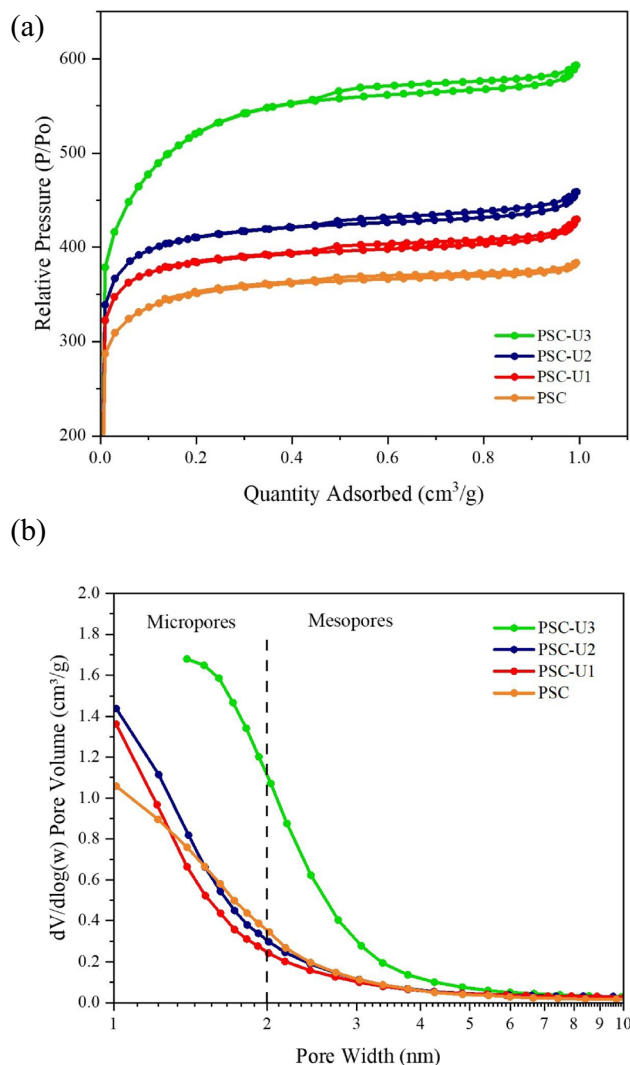 (a)
600
500
400
300
200
Relative Pressure (P/Po)
PSC-U3
PSC-U2
PSC-U1
PSC
0.0 0.2 0.4 0.6 0.8 1.0
Quantity Adsorbed (cm³/g)
(b)
2.0
1.8
1.6
1.4
1.2
1.0
0.8
0.6
0.4
0.2
0.0
dV/dlog(w) Pore Volume (cm³/g)
Micropores Mesopores
PSC-U3
PSC-U2
PSC-U1
PSC
1 2 3 4 5 6 7 8 9 10
Pore Width (nm)